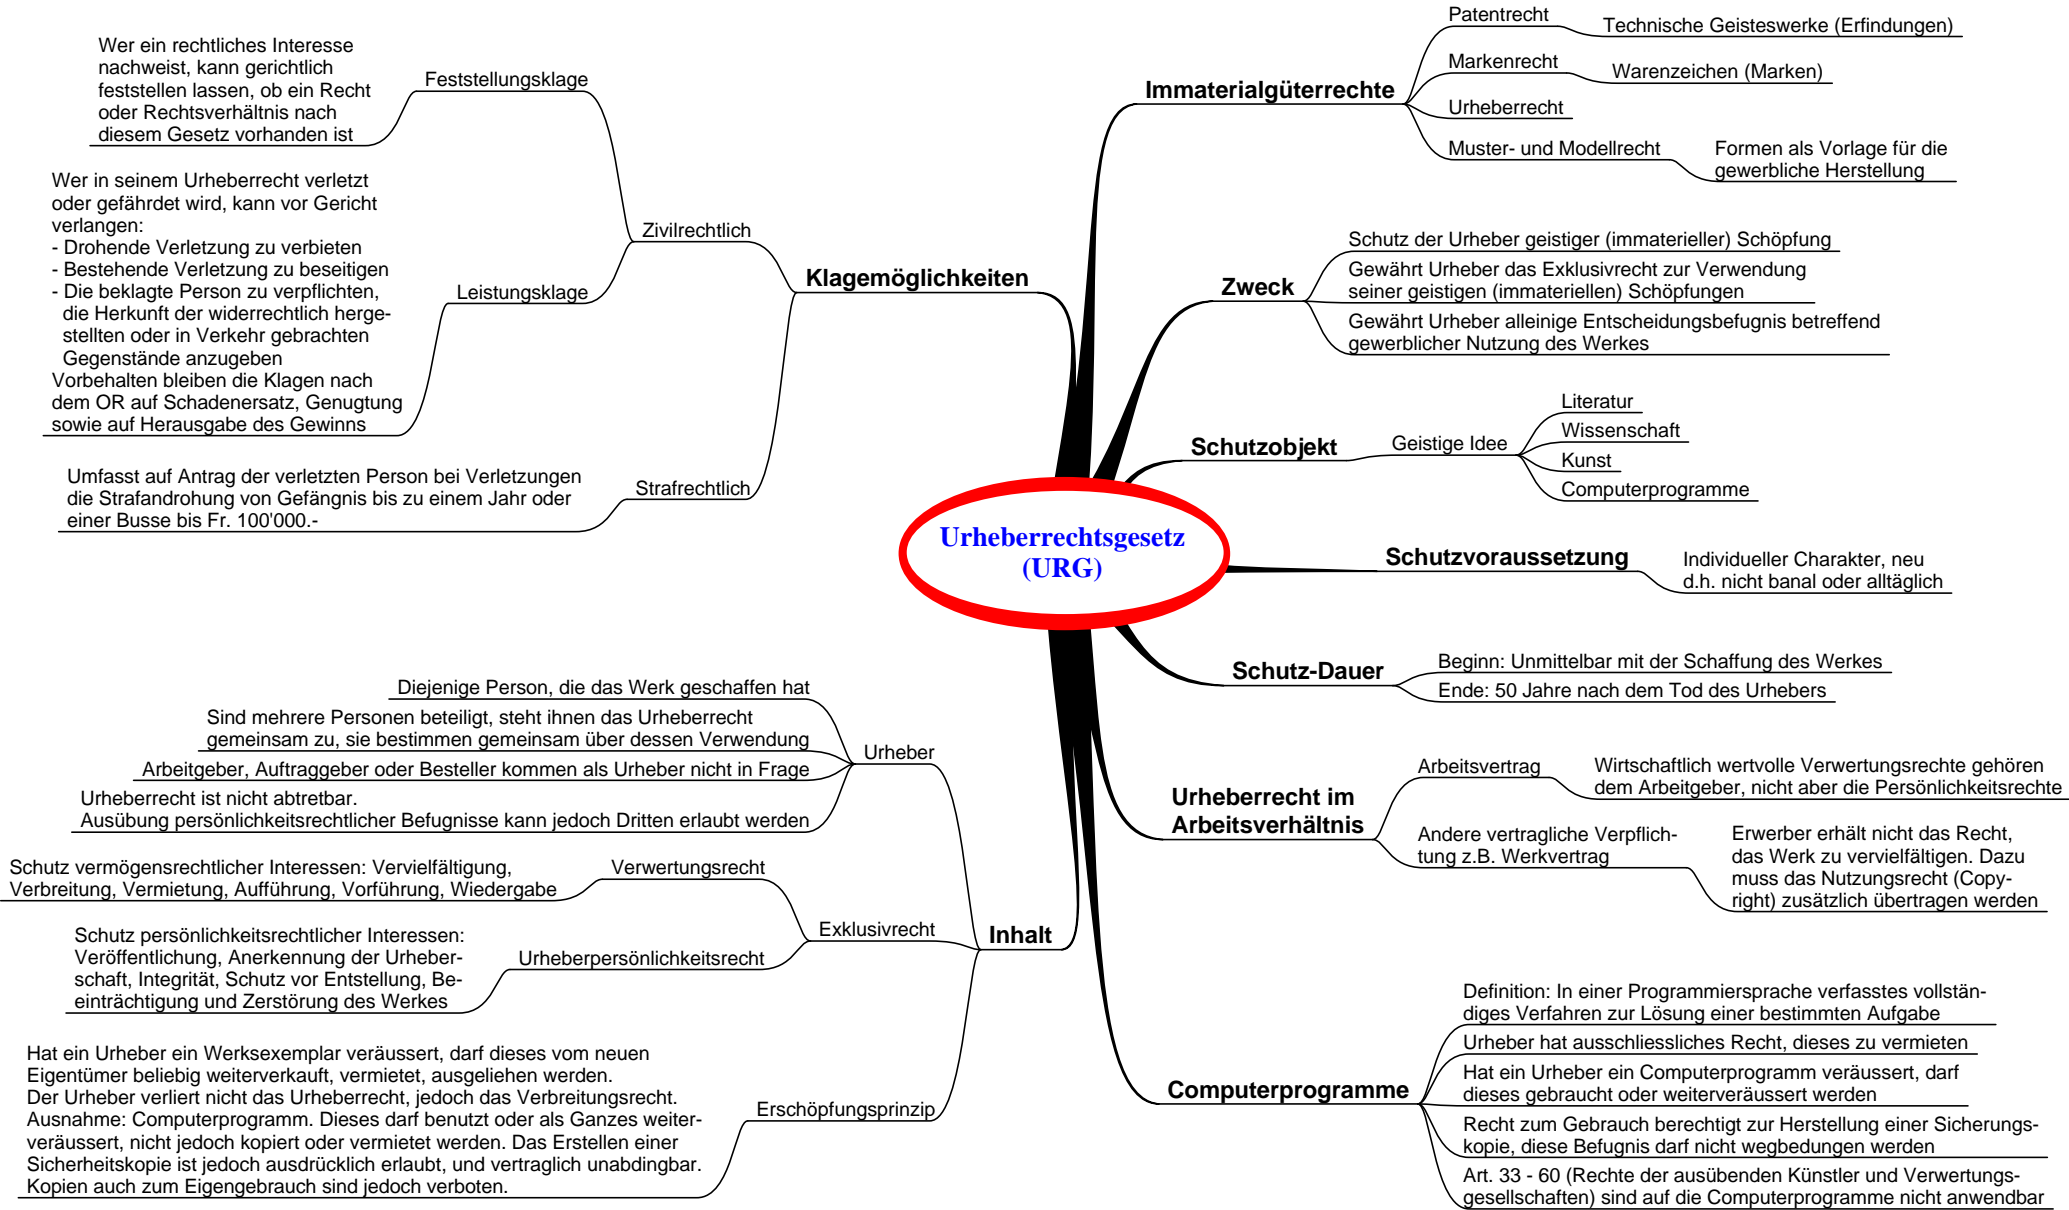 Urheberrechtsgesetz
(URG)
Immaterialgüterrechte
Patentrecht
Technische Geisteswerke (Erfindungen)
Markenrecht
Warenzeichen (Marken)
Urheberrecht
Muster- und Modellrecht
Formen als Vorlage für die
gewerbliche Herstellung
Zweck
Schutz der Urheber geistiger (immaterieller) Schöpfung
Gewährt Urheber das Exklusivrecht zur Verwendung
seiner geistigen (immateriellen) Schöpfungen
Gewährt Urheber alleinige Entscheidungsbefugnis betreffend
gewerblicher Nutzung des Werkes
Schutzobjekt
Geistige Idee
Literatur
Wissenschaft
Kunst
Computerprogramme
Schutzvoraussetzung
Individueller Charakter, neu
d.h. nicht banal oder alltäglich
Schutz-Dauer
Beginn: Unmittelbar mit der Schaffung des Werkes
Ende: 50 Jahre nach dem Tod des Urhebers
Urheberrecht im
Arbeitsverhältnis
Arbeitsvertrag
Wirtschaftlich wertvolle Verwertungsrechte gehören
dem Arbeitgeber, nicht aber die Persönlichkeitsrechte
Andere vertragliche Verpflich-
tung z.B. Werkvertrag
Erwerber erhält nicht das Recht,
das Werk zu vervielfältigen. Dazu
muss das Nutzungsrecht (Copy-
right) zusätzlich übertragen werden
Computerprogramme
Definition: In einer Programmiersprache verfasstes vollstän-
diges Verfahren zur Lösung einer bestimmten Aufgabe
Urheber hat ausschliessliches Recht, dieses zu vermieten
Hat ein Urheber ein Computerprogramm veräussert, darf
dieses gebraucht oder weiterveräussert werden
Recht zum Gebrauch berechtigt zur Herstellung einer Sicherungs-
kopie, diese Befugnis darf nicht wegbedungen werden
Art. 33 - 60 (Rechte der ausübenden Künstler und Verwertungs-
gesellschaften) sind auf die Computerprogramme nicht anwendbar
Klagemöglichkeiten
Zivilrechtlich
Feststellungsklage
Wer ein rechtliches Interesse
nachweist, kann gerichtlich
feststellen lassen, ob ein Recht
oder Rechtsverhältnis nach
diesem Gesetz vorhanden ist
Leistungsklage
Wer in seinem Urheberrecht verletzt
oder gefährdet wird, kann vor Gericht
verlangen:
- Drohende Verletzung zu verbieten
- Bestehende Verletzung zu beseitigen
- Die beklagte Person zu verpflichten,
die Herkunft der widerrechtlich herge-
stellten oder in Verkehr gebrachten
Gegenstände anzugeben
Vorbehalten bleiben die Klagen nach
dem OR auf Schadenersatz, Genugtung
sowie auf Herausgabe des Gewinns
Strafrechtlich
Umfasst auf Antrag der verletzten Person bei Verletzungen
die Strafandrohung von Gefängnis bis zu einem Jahr oder
einer Busse bis Fr. 100'000.-
Inhalt
Urheber
Diejenige Person, die das Werk geschaffen hat
Sind mehrere Personen beteiligt, steht ihnen das Urheberrecht
gemeinsam zu, sie bestimmen gemeinsam über dessen Verwendung
Arbeitgeber, Auftraggeber oder Besteller kommen als Urheber nicht in Frage
Urheberrecht ist nicht abtretbar.
Ausübung persönlichkeitsrechtlicher Befugnisse kann jedoch Dritten erlaubt werden
Exklusivrecht
Verwertungsrecht
Schutz vermögensrechtlicher Interessen: Vervielfältigung,
Verbreitung, Vermietung, Aufführung, Vorführung, Wiedergabe
Urheberpersönlichkeitsrecht
Schutz persönlichkeitsrechtlicher Interessen:
Veröffentlichung, Anerkennung der Urheber-
schaft, Integrität, Schutz vor Entstellung, Be-
einträchtigung und Zerstörung des Werkes
Erschöpfungsprinzip
Hat ein Urheber ein Werksexemplar veräussert, darf dieses vom neuen
Eigentümer beliebig weiterverkauft, vermietet, ausgeliehen werden.
Der Urheber verliert nicht das Urheberrecht, jedoch das Verbreitungsrecht.
Ausnahme: Computerprogramm. Dieses darf benutzt oder als Ganzes weiter-
veräussert, nicht jedoch kopiert oder vermietet werden. Das Erstellen einer
Sicherheitskopie ist jedoch ausdrücklich erlaubt, und vertraglich unabdingbar.
Kopien auch zum Eigengebrauch sind jedoch verboten.